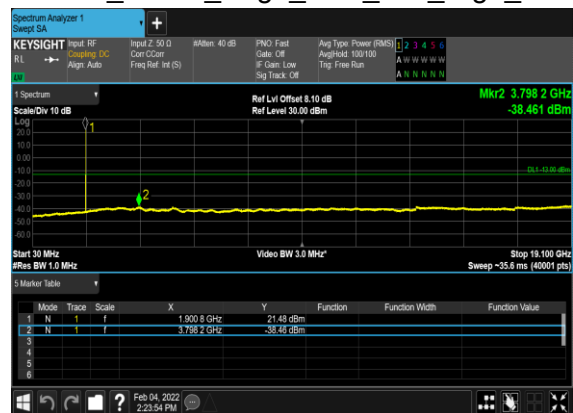 Spectrum Analyzer 1
Swept SA
+
KEYSIGHT Input: RF Input Z: 50 Ω #Atten: 40 dB PNO: Fast Avg Type: Power (RMS) 1 2 3 4 5 6
RL Coupling: DC Corr CCorr Gate: Off Avg|Hold: 100/100 A W W W W W
Align: Auto Freq Ref: Int (S) IF Gain: Low Trig: Free Run
Sig Track: Off A N N N N N
1 Spectrum Ref Lvl Offset 8.10 dB Mkr2 3.798 2 GHz
Scale/Div 10 dB Ref Level 30.00 dBm -38.461 dBm
Log
20.0
10.0
0.00
-10.0
-20.0
-30.0
-40.0
-50.0
-60.0
1
DL1 -13.00 dBm
2
Start 30 MHz Video BW 3.0 MHz* Stop 19.100 GHz
#Res BW 1.0 MHz Sweep ~35.6 ms (40001 pts)
5 Marker Table
Mode Trace Scale X Y Function Function Width Function Value
1 N 1 f 1.900 8 GHz 21.48 dBm
2 N 1 f 3.798 2 GHz -38.46 dBm
3
4
5
6
? Feb 04, 2022
2:23:54 PM